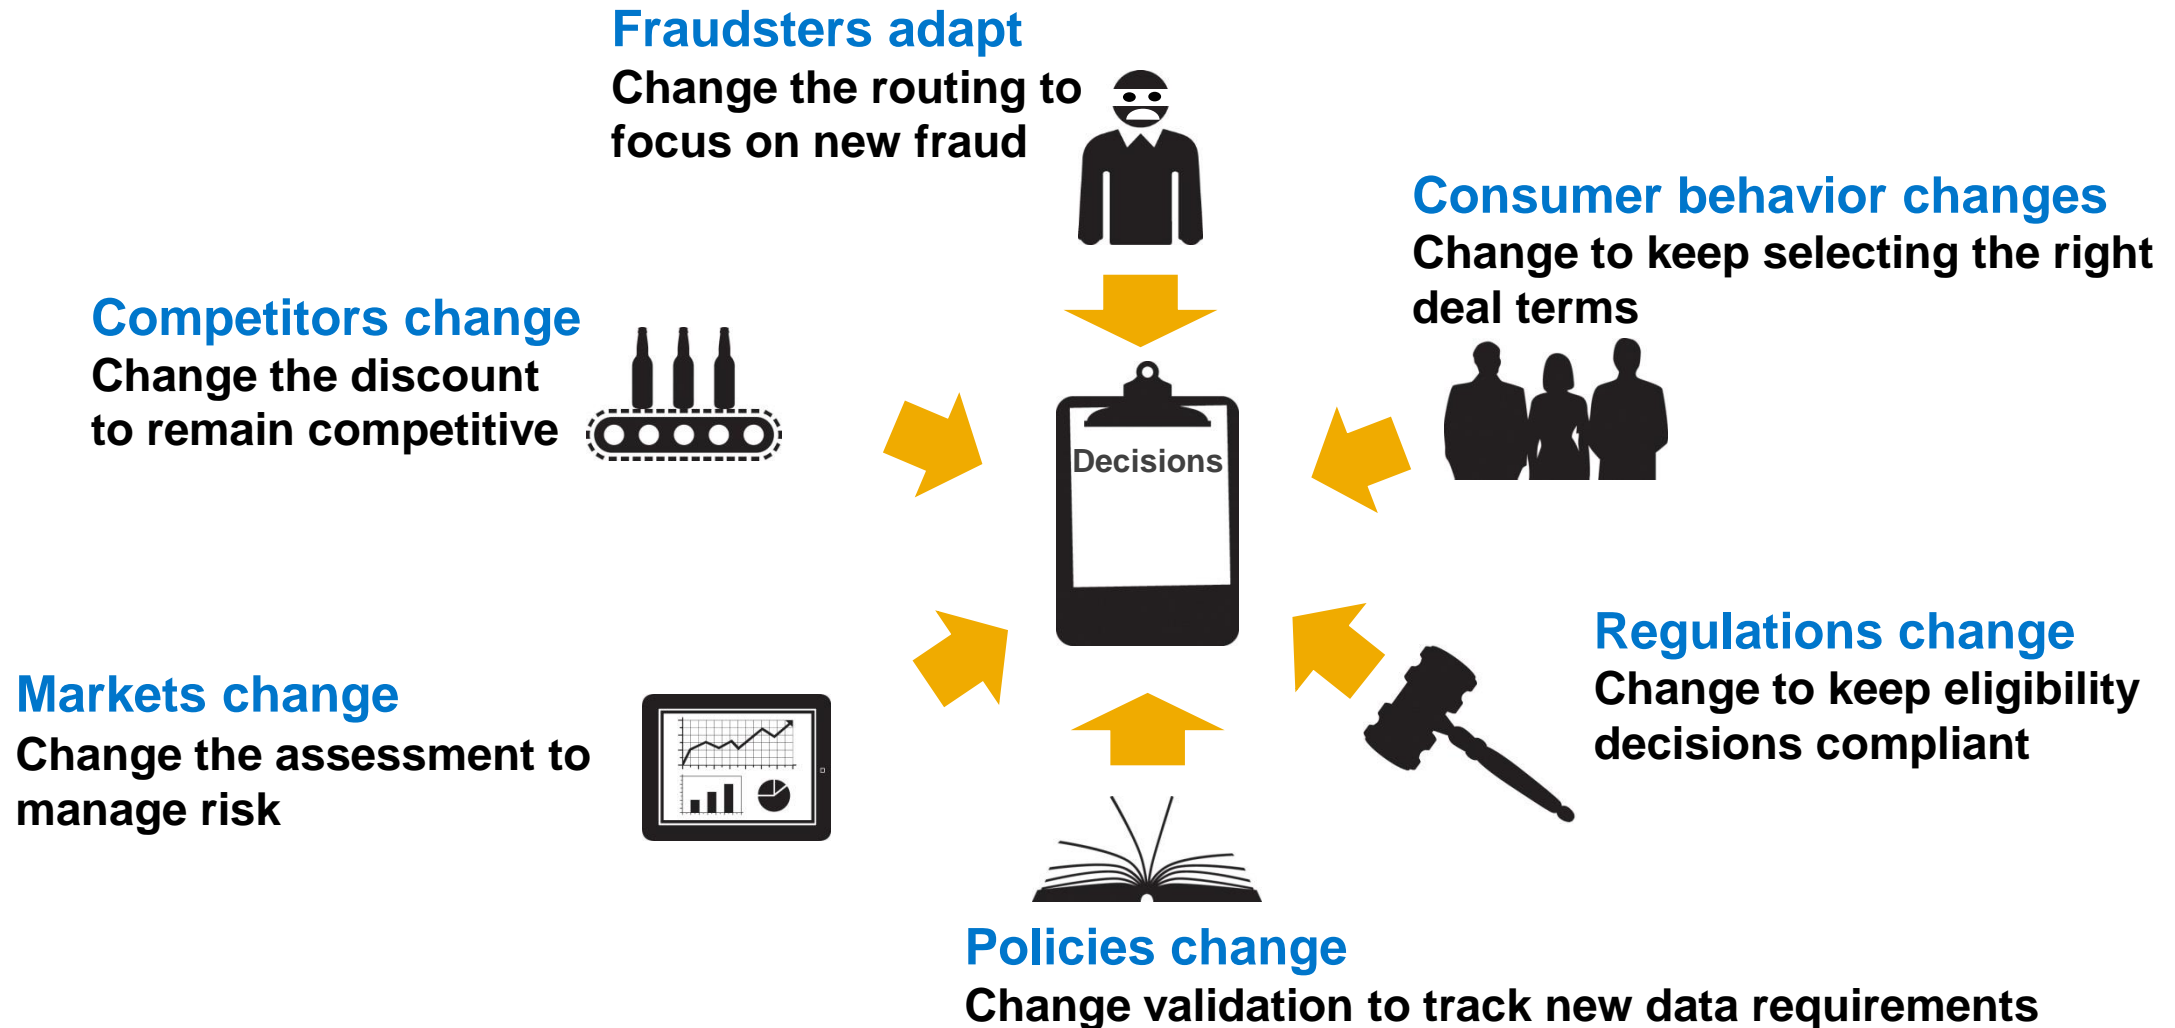 Fraudsters adapt
Change the routing to
focus on new fraud
Consumer behavior changes
Change to keep selecting the right
deal terms
Competitors change
Change the discount
to remain competitive
Decisions
Regulations change
Change to keep eligibility
decisions compliant
Markets change
Change the assessment to
manage risk
Policies change
Change validation to track new data requirements